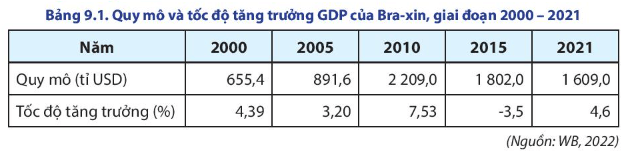 Bảng 9.1. Quy mô và tốc độ tăng trưởng GDP của Bra-xin, giai đoạn 2000 – 2021
Năm 2000 2005 2010 2015 2021
Quy mô (tỉ USD) 655,4 891,6 2 209,0 1 802,0 1 609,0
Tốc độ tăng trưởng (%) 4,39 3,20 7,53 -3,5 4,6
(Nguồn: WB, 2022)